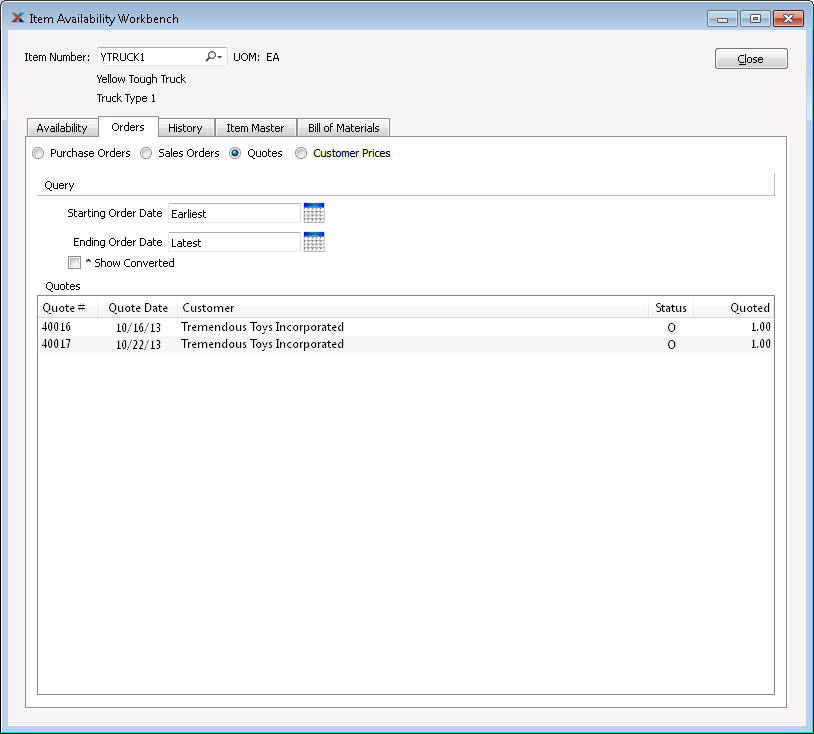 Item Availability Workbench
Item Number: YTRUCK1 UOM: EA Close
Yellow Tough Truck
Truck Type 1
Availability Orders History Item Master Bill of Materials
Purchase Orders Sales Orders Quotes Customer Prices
Query
Starting Order Date Earliest
Ending Order Date Latest
^ Show Converted
Quotes
Quote # Quote Date Customer Status Quoted
40016 10/16/13 Tremendous Toys Incorporated O 1.00
40017 10/22/13 Tremendous Toys Incorporated O 1.00